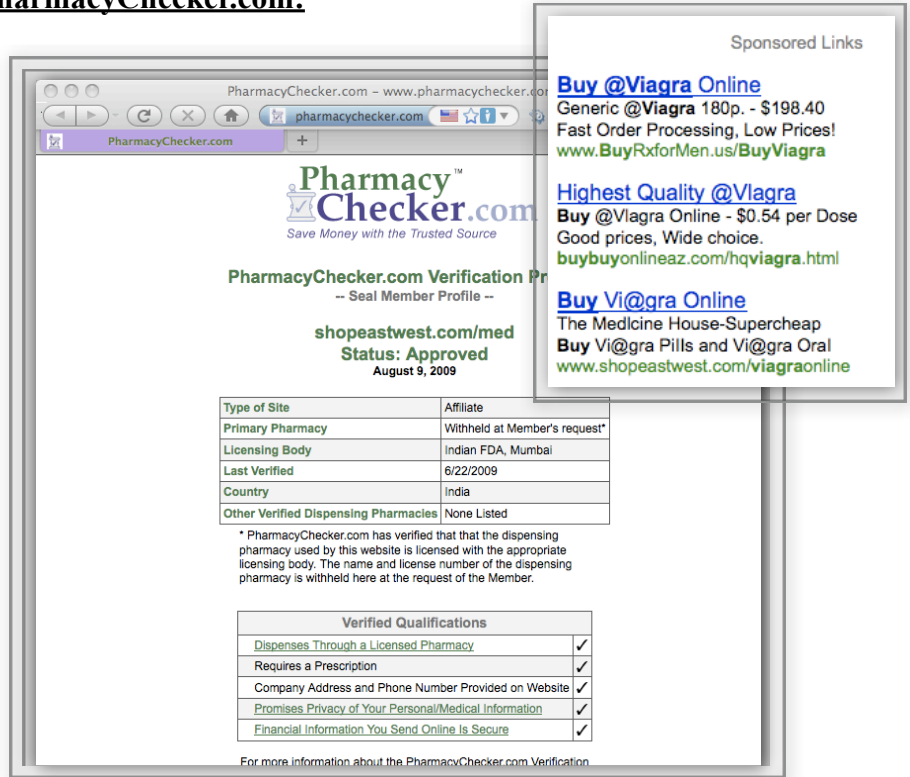 PharmacyChecker.com:
PharmacyChecker.com – www.pharmacychecker.com
pharmacychecker.com
PharmacyChecker.com
+
Pharmacy™
Checker.com
Save Money with the Trusted Source
PharmacyChecker.com Verification
-- Seal Member Profile --
shopeastwest.com/med
Status: Approved
August 9, 2009
Type of Site Affiliate
Primary Pharmacy Withheld at Member's request*
Licensing Body Indian FDA, Mumbai
Last Verified 6/22/2009
Country India
Other Verified Dispensing Pharmacies None Listed
* PharmacyChecker.com has verified that that the dispensing
pharmacy used by this website is licensed with the appropriate
licensing body. The name and license number of the dispensing
pharmacy is withheld here at the request of the Member.
Verified Qualifications
Dispenses Through a Licensed Pharmacy ✓
Requires a Prescription ✓
Company Address and Phone Number Provided on Website ✓
Promises Privacy of Your Personal/Medical Information ✓
Financial Information You Send Online Is Secure ✓
For more information about the PharmacyChecker.com Verification
Sponsored Links
Buy @Viagra Online
Generic @Viagra 180p. - $198.40
Fast Order Processing, Low Prices!
www.BuyRxforMen.us/BuyViagra
Highest Quality @Vlagra
Buy @Vlagra Online - $0.54 per Dose
Good prices, Wide choice.
buybuyonlineaz.com/hqviagra.html
Buy Vi@gra Online
The Medlcine House-Supercheap
Buy Vi@gra Pills and Vi@gra Oral
www.shopeastwest.com/viagraonline